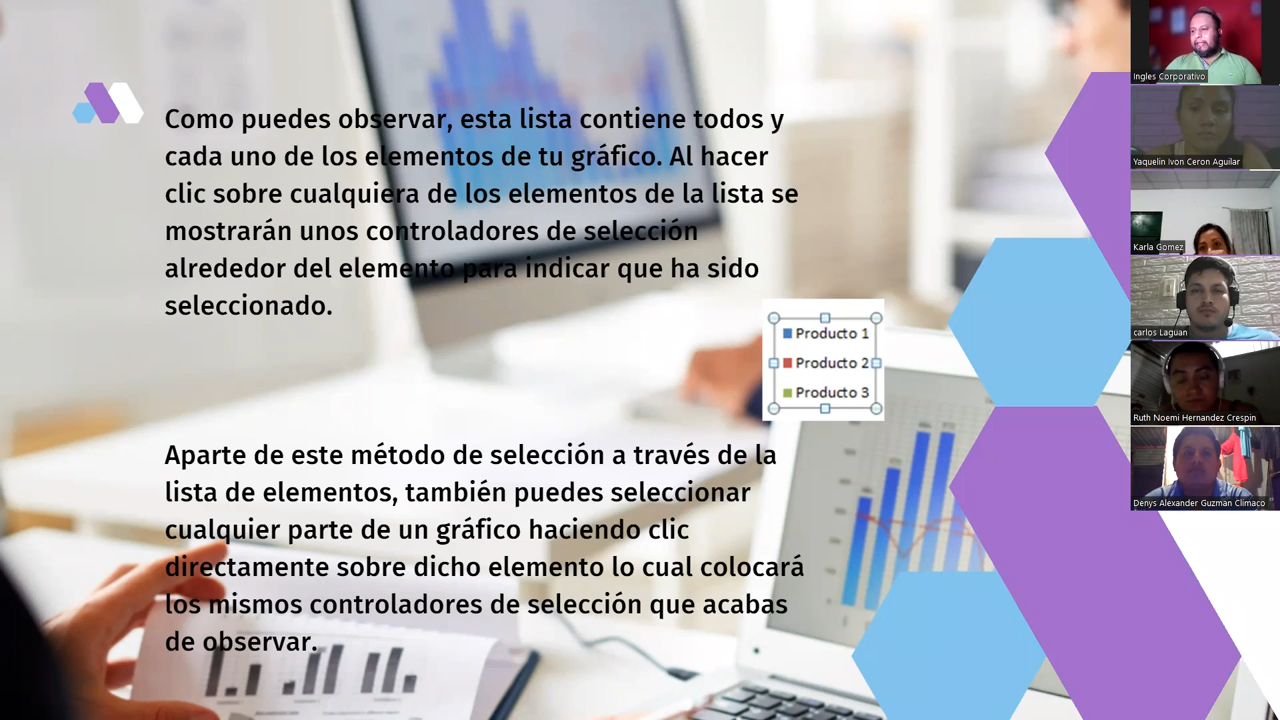 Como puedes observar, esta lista contiene todos y
cada uno de los elementos de tu gráfico. Al hacer
clic sobre cualquiera de los elementos de la lista se
mostrarán unos controladores de selección
alrededor del elemento para indicar que ha sido
seleccionado.
Producto 1
Producto 2
Producto 3
Aparte de este método de selección a través de la
lista de elementos, también puedes seleccionar
cualquier parte de un gráfico haciendo clic
directamente sobre dicho elemento lo cual colocará
los mismos controladores de selección que acabas
de observar.
Ingles Corporativo
Yaquelin Ivon Ceron Aguilar
Karla Gomez
carlos Laguan
Ruth Noemi Hernandez Crespin
Denys Alexander Guzman Climaco